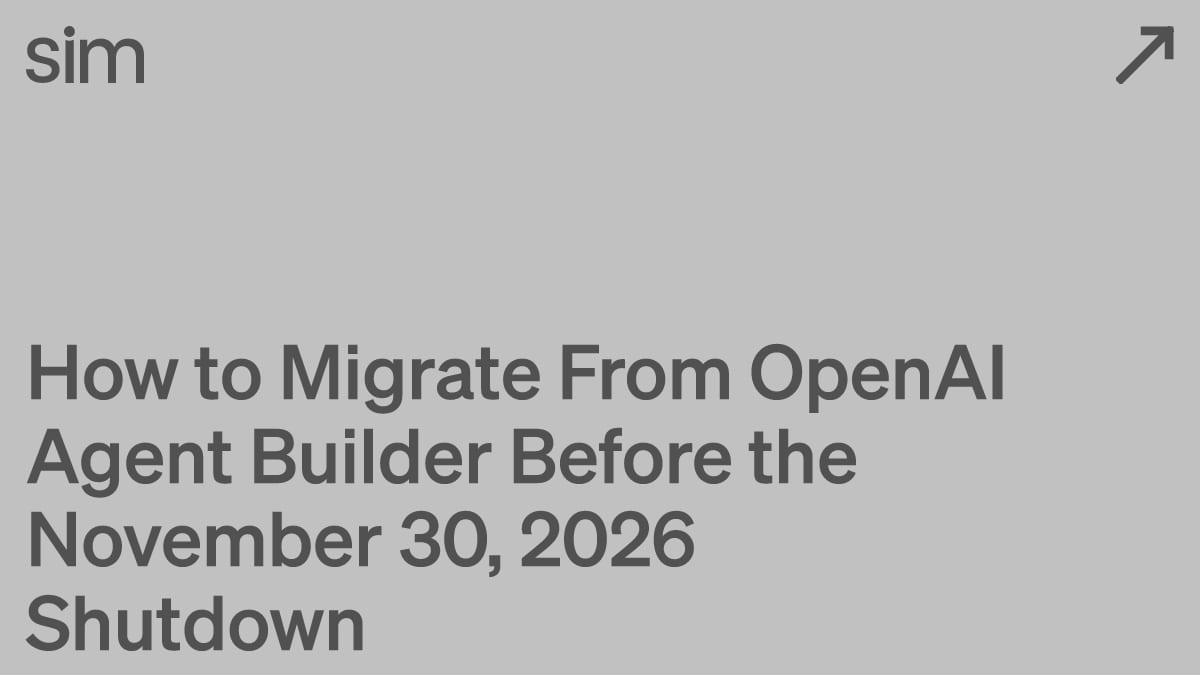 sim
How to Migrate From OpenAI
Agent Builder Before the
November 30, 2026
Shutdown